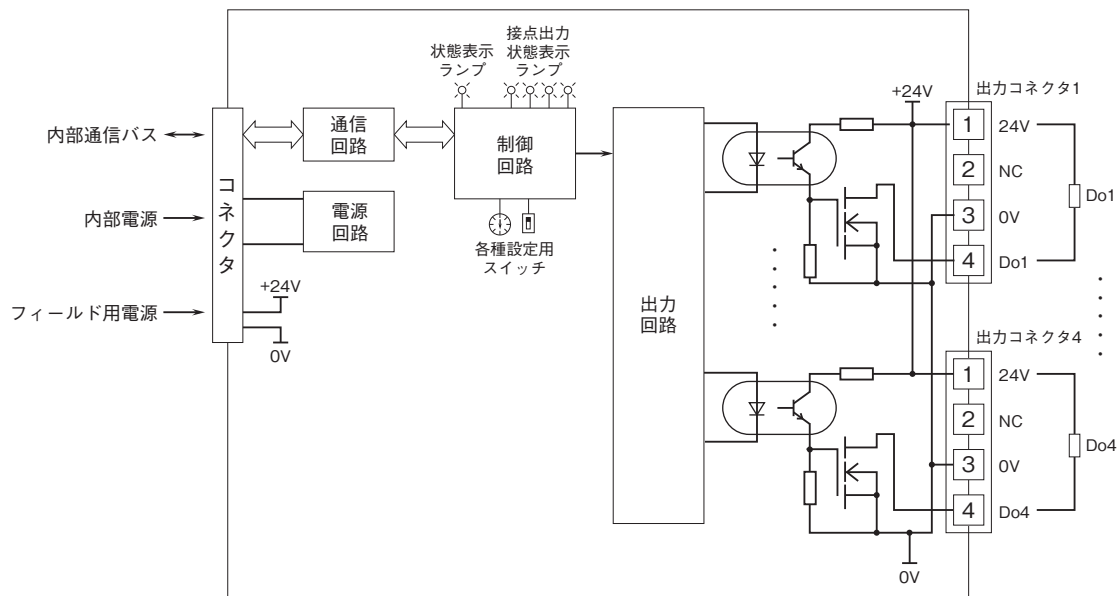 状態表示
ランプ
接点出力
状態表示
ランプ
出力コネクタ1
+24V
内部通信バス
通信
回路
制御
回路
1
24V
2
NC
コネクタ
内部電源
電源
回路
3
0V
Do1
各種設定用
スイッチ
4
Do1
+24V
フィールド用電源
0V
出力
回路
出力コネクタ4
1
24V
2
NC
3
0V
Do4
4
Do4
0V